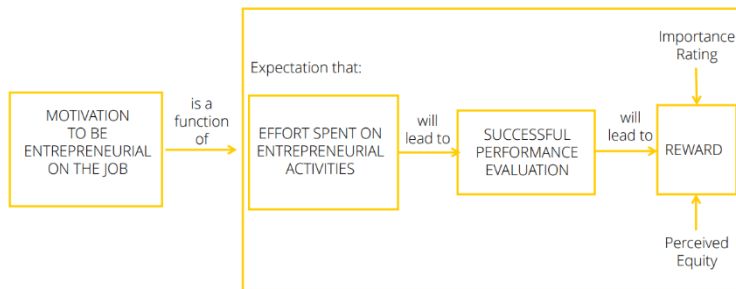 Importance
Rating
Expectation that:
MOTIVATION
TO BE
ENTREPRENEURIAL
ON THE JOB
is a
function
of
EFFORT SPENT ON
ENTREPRENEURIAL
ACTIVITIES
will
lead to
SUCCESSFUL
PERFORMANCE
EVALUATION
will
lead to
REWARD
Perceived
Equity